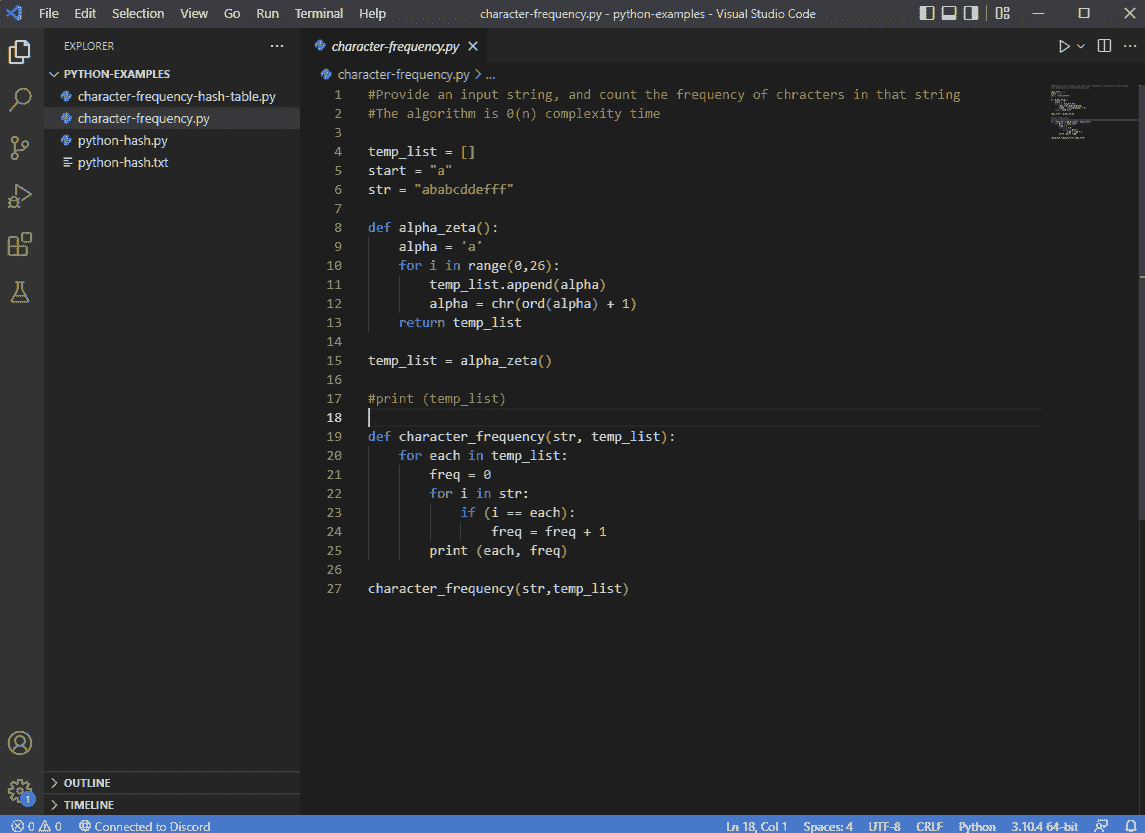 File Edit Selection View Go Run Terminal Help character-frequency.py - python-examples - Visual Studio Code
EXPLORER
PYTHON-EXAMPLES
character-frequency-hash-table.py
character-frequency.py
python-hash.py
python-hash.txt
OUTLINE
TIMELINE
character-frequency.py
character-frequency.py > ...
1 #Provide an input string, and count the frequency of chracters in that string
2 #The algorithm is 0(n) complexity time
3
4 temp_list = []
5 start = "a"
6 str = "ababcddefff"
7
8 def alpha_zeta():
9     alpha = 'a'
10     for i in range(0,26):
11         temp_list.append(alpha)
12         alpha = chr(ord(alpha) + 1)
13     return temp_list
14
15 temp_list = alpha_zeta()
16
17 #print (temp_list)
18
19 def character_frequency(str, temp_list):
20     for each in temp_list:
21         freq = 0
22         for i in str:
23             if (i == each):
24                 freq = freq + 1
25         print (each, freq)
26
27 character_frequency(str,temp_list)
1
0 0 Connected to Discord Ln 18, Col 1 Spaces: 4 UTF-8 CRLF Python 3.10.4 64-bit